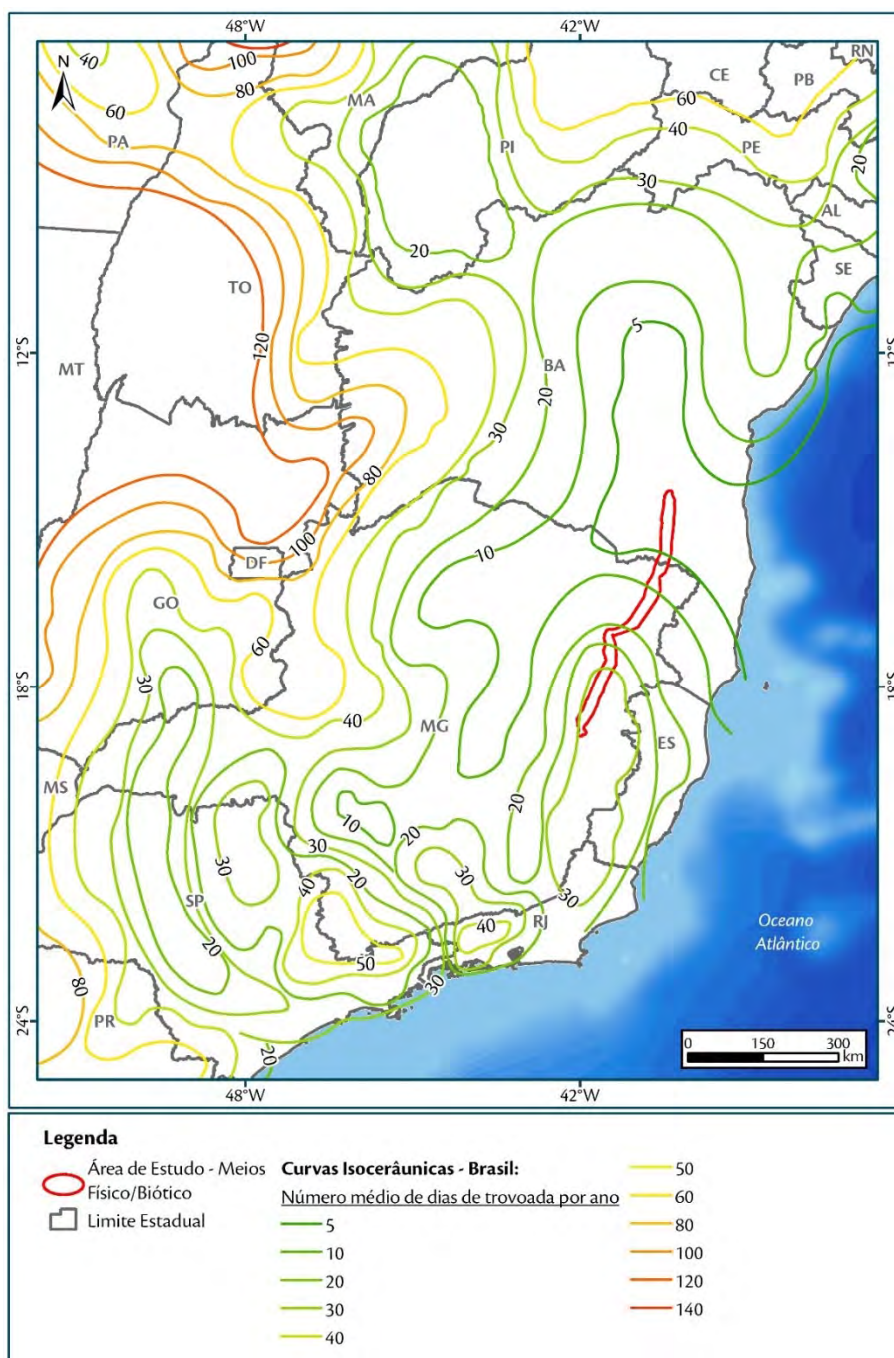 48°W 42°W
N
40
100
80
60
MA
CE
PB
RN
PA
PI
60
40
PE
30
20
AL
SE
20
TO
120
5
12°S
12°S
MT
BA
20
30
80
10
100
DF
GO
60
30
18°S
18°S
40
MG
ES
MS
20
10
30
20
30
20
30
40
SP
30
40
RJ
50
20
Oceano
Atlântico
80
30
24°S
24°S
PR
20
0 150 300
km
48°W 42°W
Legenda
Área de Estudo - Meios
Físico/Biótico
Limite Estadual
Curvas Isocerâunicas - Brasil:
Número médio de dias de trovoada por ano
5
10
20
30
40
50
60
80
100
120
140